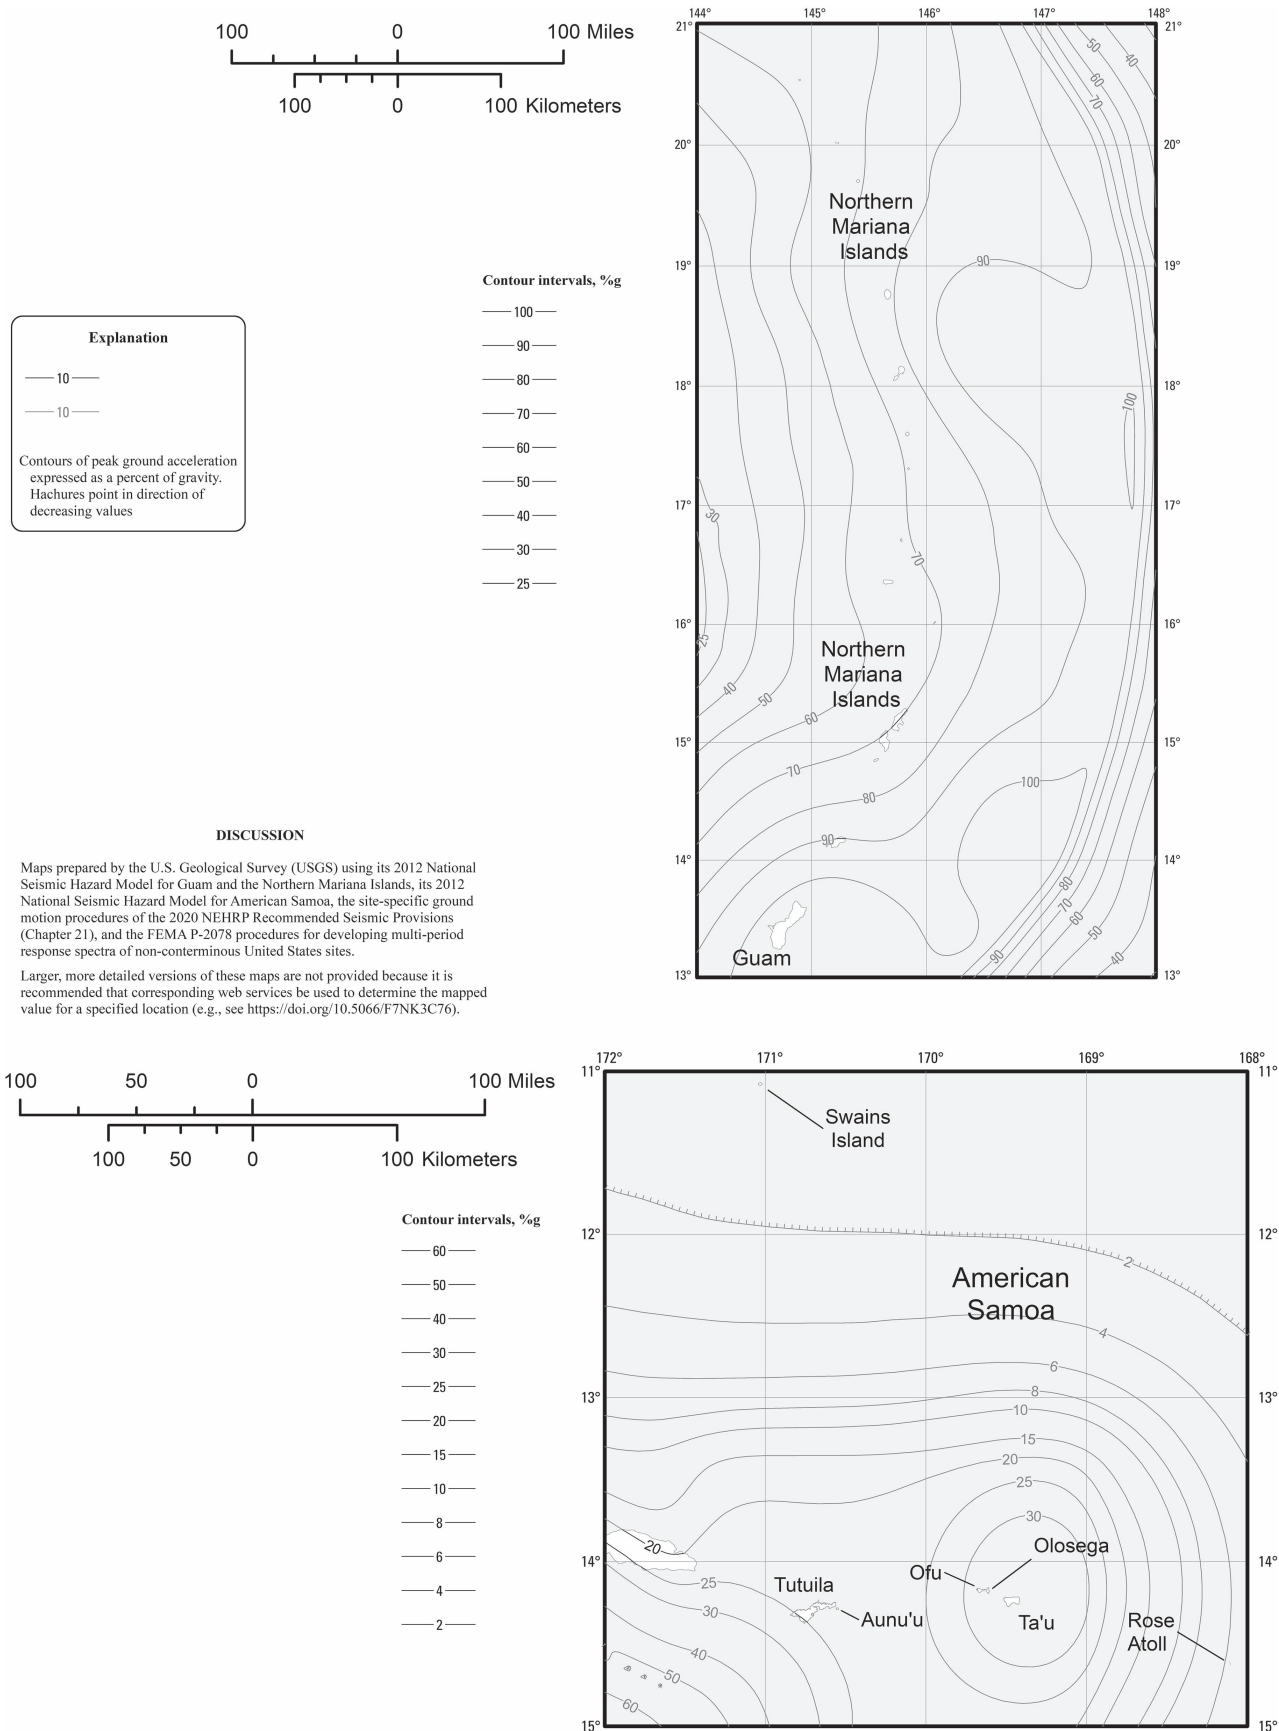 100 0 100 Miles
100 0 100 Kilometers
Contour intervals, %g
100
90
80
70
60
50
40
30
25
Explanation
10
10
Contours of peak ground acceleration
expressed as a percent of gravity.
Hachures point in direction of
decreasing values
144° 145° 146° 147° 148°
21° 21°
20° 20°
19° 19°
18° 18°
17° 17°
16° 16°
15° 15°
14° 14°
13° 13°
50
40
60
70
Northern
Mariana
Islands
90
100
30
70
25
Northern
Mariana
Islands
40
50
60
70
80
90
100
80
70
60
50
40
90
Guam
DISCUSSION
Maps prepared by the U.S. Geological Survey (USGS) using its 2012 National
Seismic Hazard Model for Guam and the Northern Mariana Islands, its 2012
National Seismic Hazard Model for American Samoa, the site-specific ground
motion procedures of the 2020 NEHRP Recommended Seismic Provisions
(Chapter 21), and the FEMA P-2078 procedures for developing multi-period
response spectra of non-conterminous United States sites.
Larger, more detailed versions of these maps are not provided because it is
recommended that corresponding web services be used to determine the mapped
value for a specified location (e.g., see https://doi.org/10.5066/F7NK3C76).
100 50 0 100 Miles
100 50 0 100 Kilometers
Contour intervals, %g
60
50
40
30
25
20
15
10
8
6
4
2
172° 171° 170° 169° 168°
11° 11°
12° 12°
13° 13°
14° 14°
15° 15°
Swains
Island
2
American
Samoa
4
6
8
10
15
20
25
30
20
Olosega
Ofu
Tutuila
25
30
Aunu'u
Ta'u
Rose
Atoll
40
50
60